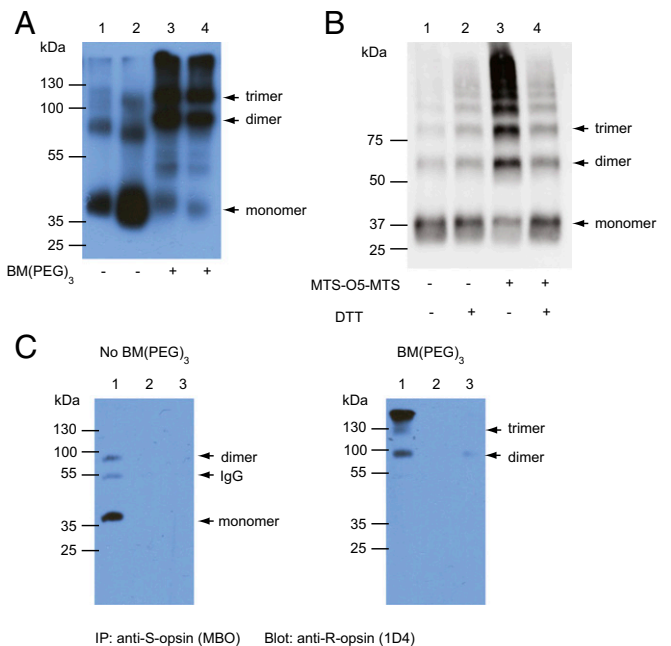 A
B
1 2 3 4
kDa
130
100
55
35
25
trimer
dimer
monomer
BM(PEG)3 - - + +
1 2 3 4
kDa
75
50
37
25
trimer
dimer
monomer
MTS-O5-MTS - - + +
DTT - + - +
C
No BM(PEG)3
1 2 3
kDa
130
100
55
35
25
dimer
IgG
monomer
BM(PEG)3
1 2 3
kDa
130
100
55
35
25
trimer
dimer
IP: anti-S-opsin (MBO) Blot: anti-R-opsin (1D4)